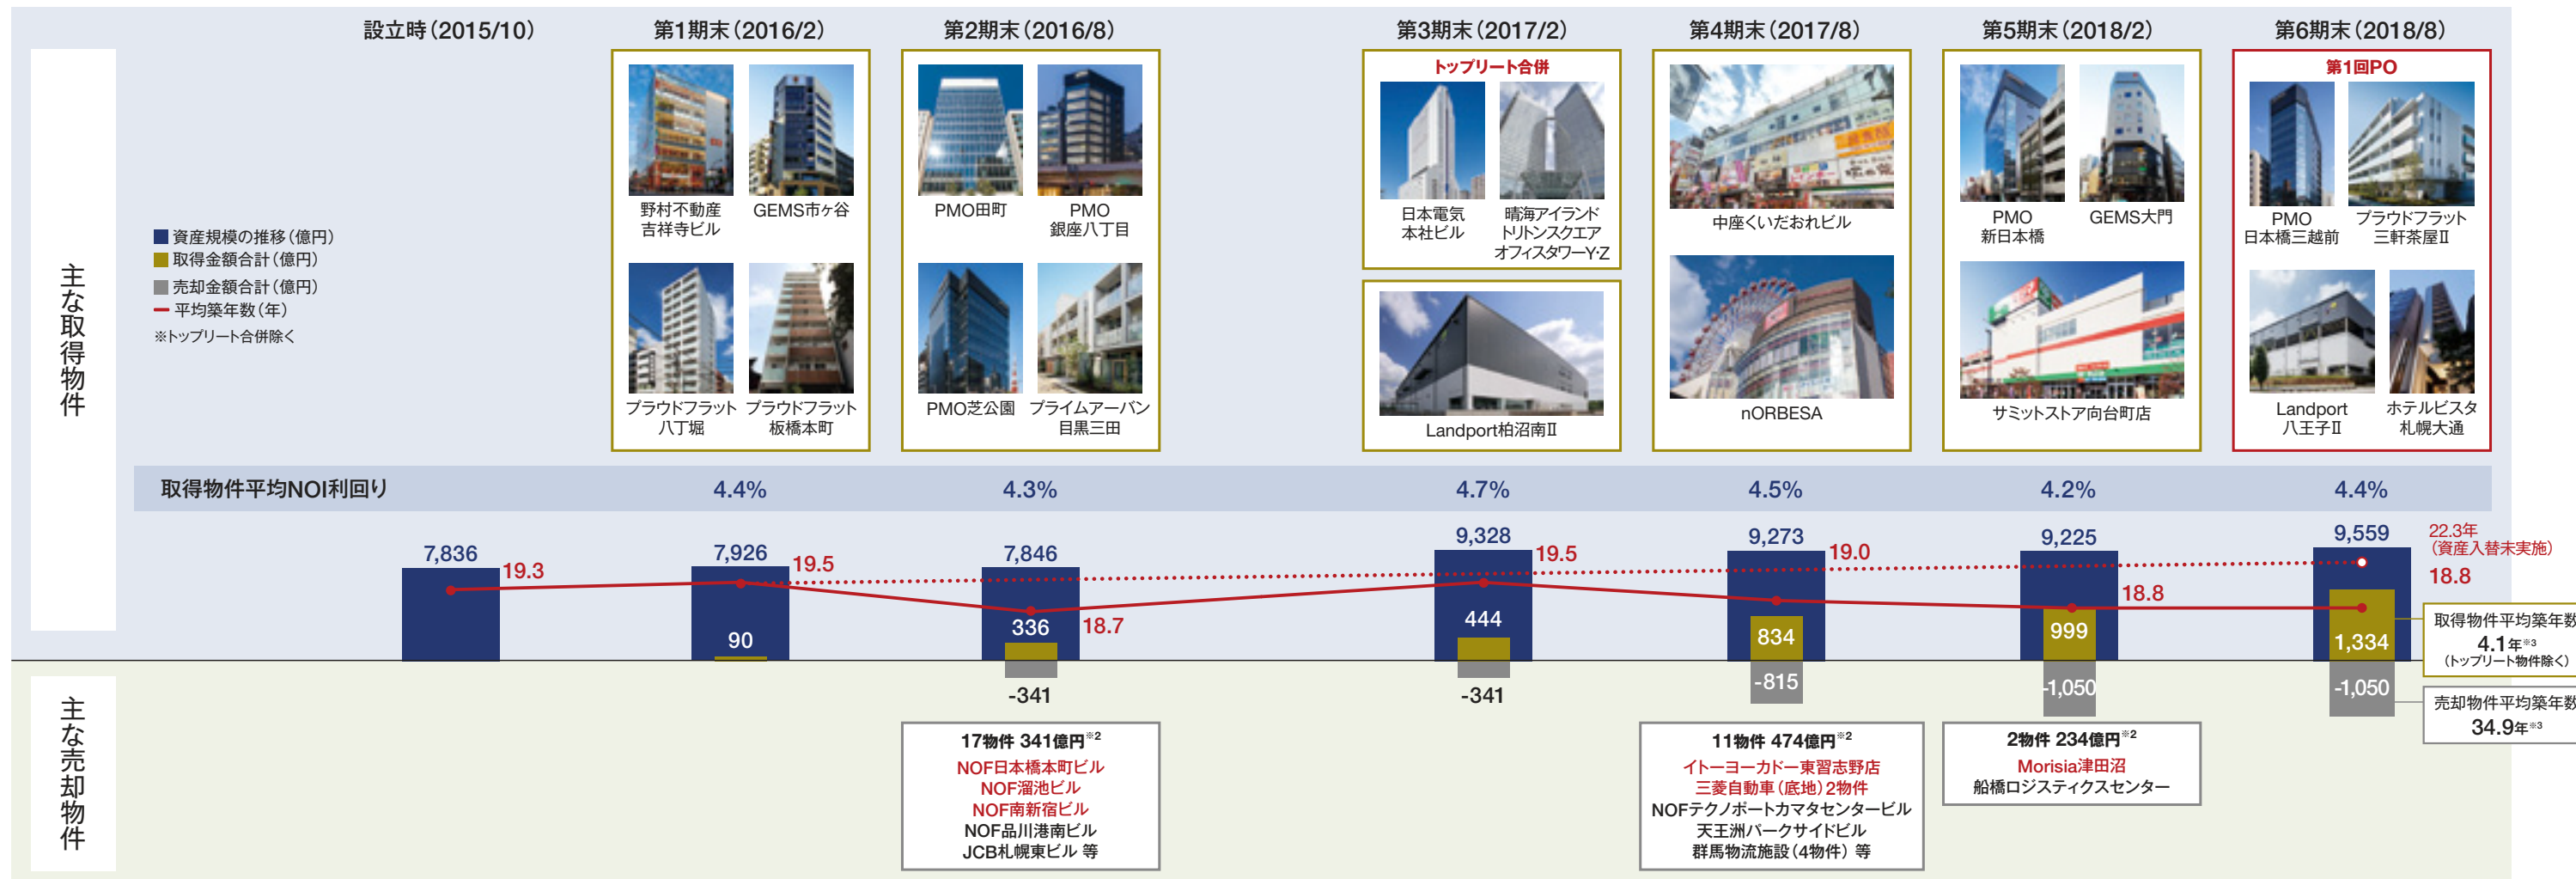 設立時（2015/10）
第1期末（2016/2）
第2期末（2016/8）
第3期末（2017/2）
第4期末（2017/8）
第5期末（2018/2）
第6期末（2018/8）
主な取得物件
■ 資産規模の推移（億円）
■ 取得金額合計（億円）
■ 売却金額合計（億円）
━ 平均築年数（年）
※トップリート合併除く
野村不動産
吉祥寺ビル
GEMS市ヶ谷
プラウドフラット
八丁堀
プラウドフラット
板橋本町
PMO田町
PMO
銀座八丁目
PMO芝公園
プライムアーバン
目黒三田
トップリート合併
日本電気
本社ビル
晴海アイランド
トリトンスクエア
オフィスタワーY・Z
Landport柏沼南Ⅱ
中座くいだおれビル
nORBESA
PMO
新日本橋
GEMS大門
サミットストア向台町店
第1回PO
PMO
日本橋三越前
プラウドフラット
三軒茶屋Ⅱ
Landport
八王子Ⅱ
ホテルビスタ
札幌大通
取得物件平均NOI利回り
4.4%
4.3%
4.7%
4.5%
4.2%
4.4%
7,836
19.3
7,926
19.5
90
7,846
18.7
336
-341
9,328
19.5
444
-341
9,273
19.0
834
-815
9,225
18.8
999
-1,050
9,559
22.3年
（資産入替未実施）
18.8
1,334
-1,050
取得物件平均築年数
4.1年※3
（トップリート物件除く）
売却物件平均築年数
34.9年※3
主な売却物件
17物件 341億円※2
NOF日本橋本町ビル
NOF溜池ビル
NOF南新宿ビル
NOF品川港南ビル
JCB札幌東ビル 等
11物件 474億円※2
イトーヨーカドー東習志野店
三菱自動車（底地）2物件
NOFテクノポートカマタセンタービル
天王洲パークサイドビル
群馬物流施設（4物件）等
2物件 234億円※2
Morisia津田沼
船橋ロジスティクスセンター